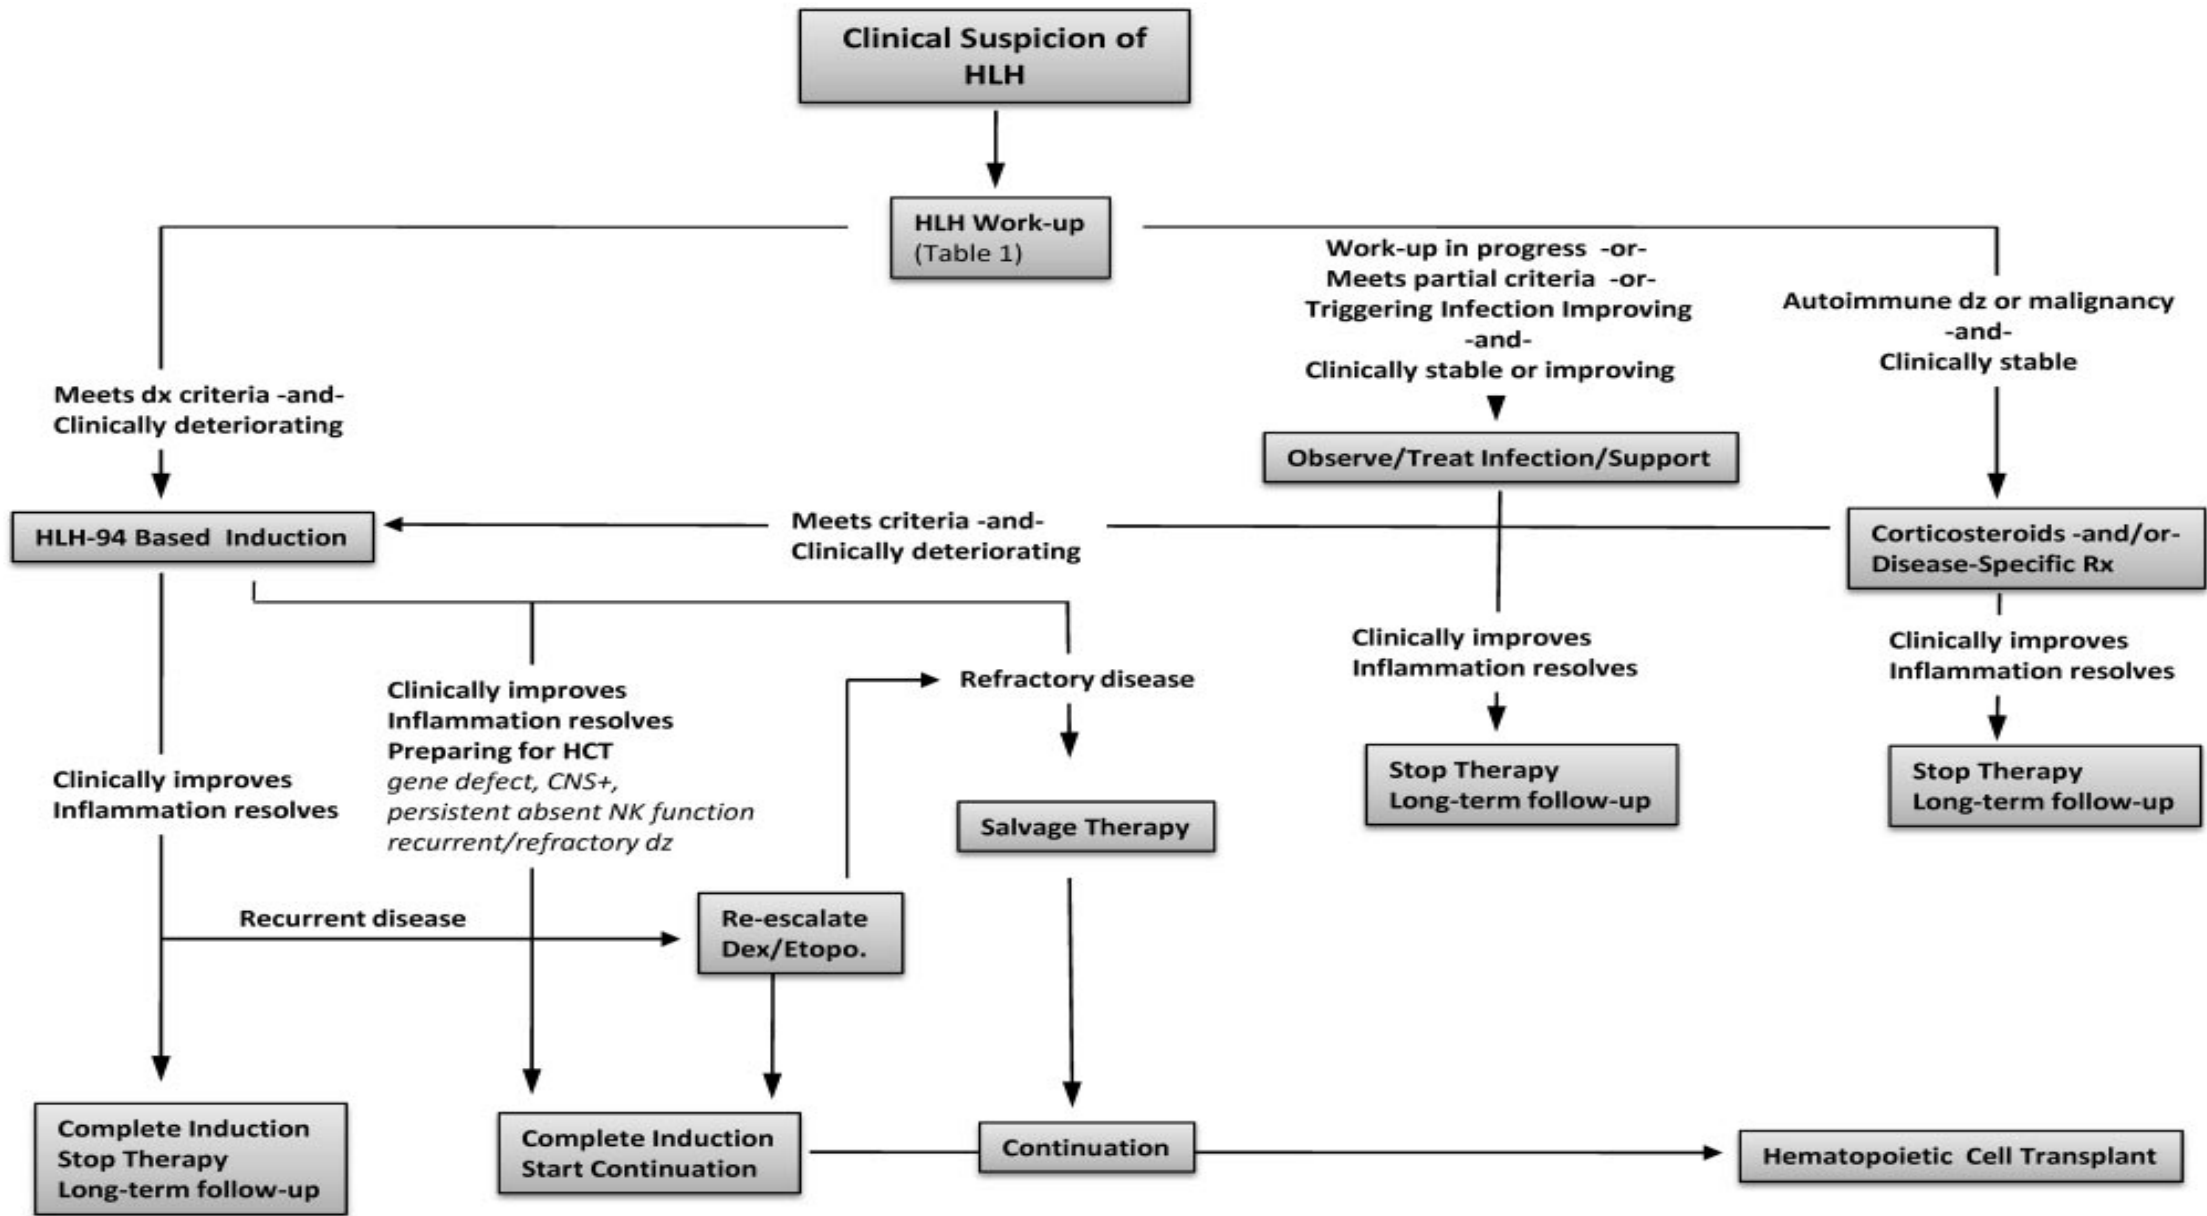 Clinical Suspicion of
HLH
HLH Work-up
(Table 1)
Work-up in progress -or-
Meets partial criteria -or-
Triggering Infection Improving
-and-
Clinically stable or improving
Autoimmune dz or malignancy
-and-
Clinically stable
Meets dx criteria -and-
Clinically deteriorating
Observe/Treat Infection/Support
HLH-94 Based Induction
Meets criteria -and-
Clinically deteriorating
Corticosteroids -and/or-
Disease-Specific Rx
Clinically improves
Inflammation resolves
Clinically improves
Inflammation resolves
Refractory disease
Clinically improves
Inflammation resolves
Preparing for HCT
gene defect, CNS+,
persistent absent NK function
recurrent/refractory dz
Clinically improves
Inflammation resolves
Stop Therapy
Long-term follow-up
Stop Therapy
Long-term follow-up
Salvage Therapy
Recurrent disease
Re-escalate
Dex/Etopo.
Complete Induction
Stop Therapy
Long-term follow-up
Complete Induction
Start Continuation
Continuation
Hematopoietic Cell Transplant